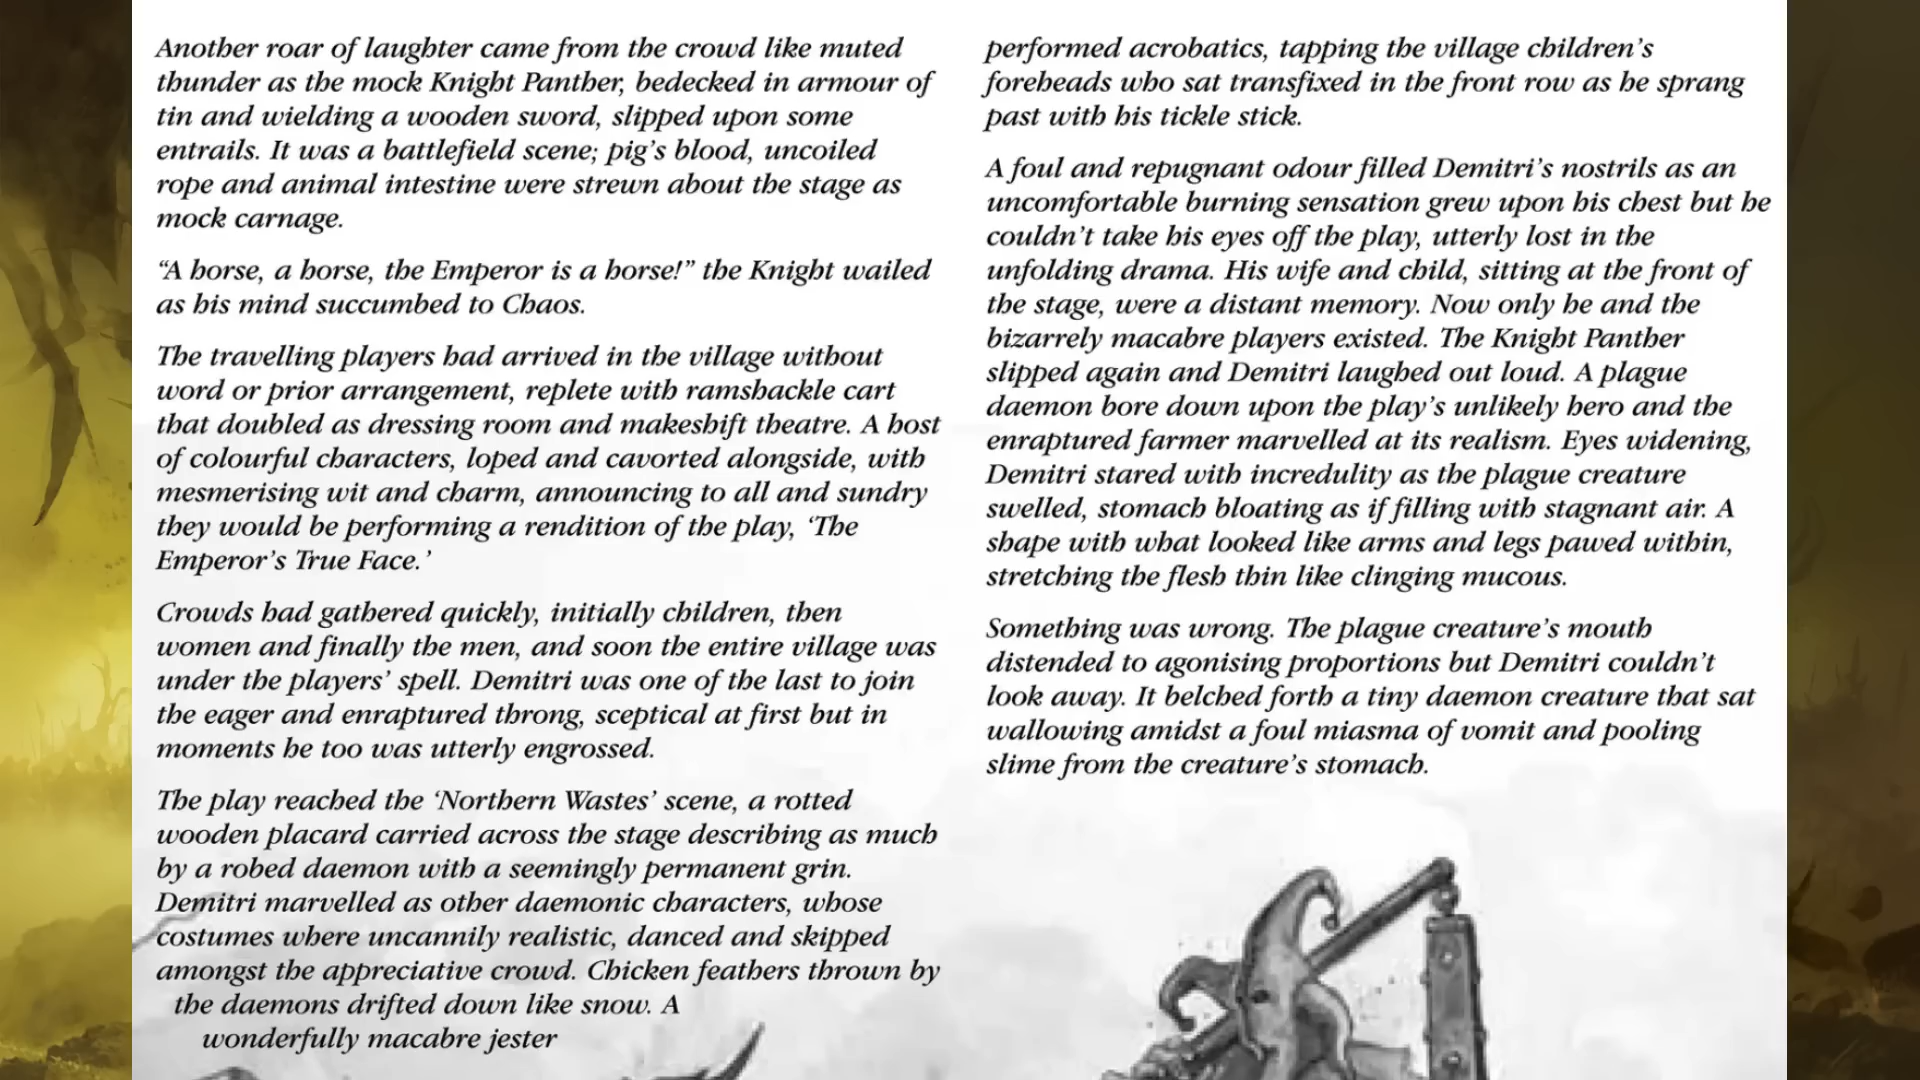 Another roar of laughter came from the crowd like muted
thunder as the mock Knight Panther, bedecked in armour of
tin and wielding a wooden sword, slipped upon some
entrails. It was a battlefield scene; pig's blood, uncoiled
rope and animal intestine were strewn about the stage as
mock carnage.
“A horse, a horse, the Emperor is a horse!” the Knight wailed
as his mind succumbed to Chaos.
The travelling players had arrived in the village without
word or prior arrangement, replete with ramshackle cart
that doubled as dressing room and makeshift theatre. A host
of colourful characters, loped and cavorted alongside, with
mesmerising wit and charm, announcing to all and sundry
they would be performing a rendition of the play, ‘The
Emperor's True Face.’
Crowds had gathered quickly, initially children, then
women and finally the men, and soon the entire village was
under the players’ spell. Demitri was one of the last to join
the eager and enraptured throng, sceptical at first but in
moments he too was utterly engrossed.
The play reached the ‘Northern Wastes’ scene, a rotted
wooden placard carried across the stage describing as much
by a robed daemon with a seemingly permanent grin.
Demitri marvelled as other daemonic characters, whose
costumes where uncannily realistic, danced and skipped
amongst the appreciative crowd. Chicken feathers thrown by
the daemons drifted down like snow. A
wonderfully macabre jester
performed acrobatics, tapping the village children's
foreheads who sat transfixed in the front row as he sprang
past with his tickle stick.
A foul and repugnant odour filled Demitri's nostrils as an
uncomfortable burning sensation grew upon his chest but he
couldn't take his eyes off the play, utterly lost in the
unfolding drama. His wife and child, sitting at the front of
the stage, were a distant memory. Now only he and the
bizarrely macabre players existed. The Knight Panther
slipped again and Demitri laughed out loud. A plague
daemon bore down upon the play's unlikely hero and the
enraptured farmer marvelled at its realism. Eyes widening,
Demitri stared with incredulity as the plague creature
swelled, stomach bloating as if filling with stagnant air. A
shape with what looked like arms and legs pawed within,
stretching the flesh thin like clinging mucous.
Something was wrong. The plague creature's mouth
distended to agonising proportions but Demitri couldn't
look away. It belched forth a tiny daemon creature that sat
wallowing amidst a foul miasma of vomit and pooling
slime from the creature's stomach.